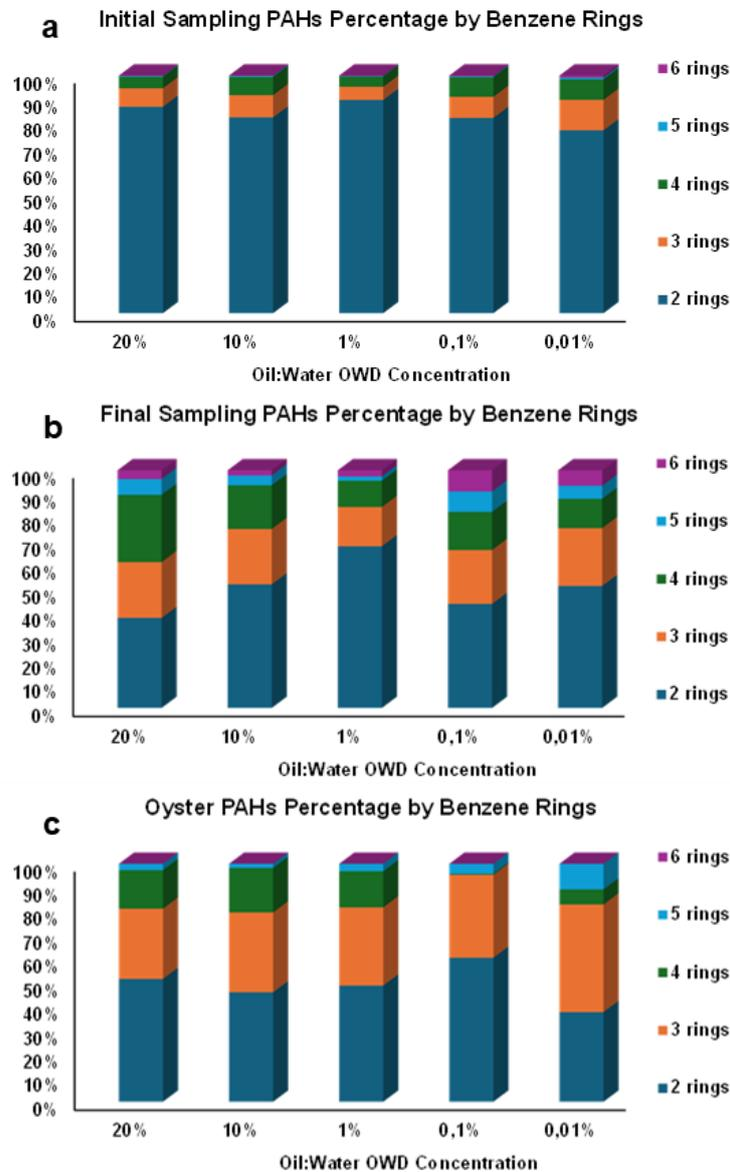 a
Initial Sampling PAHs Percentage by Benzene Rings
100%
90%
80%
70%
60%
50%
40%
30%
20%
10%
0%
20%
10%
1%
0,1%
0,01%
Oil:Water OWD Concentration
6 rings
5 rings
4 rings
3 rings
2 rings
b
Final Sampling PAHs Percentage by Benzene Rings
100%
90%
80%
70%
60%
50%
40%
30%
20%
10%
0%
20%
10%
1%
0,1%
0,01%
Oil:Water OWD Concentration
6 rings
5 rings
4 rings
3 rings
2 rings
c
Oyster PAHs Percentage by Benzene Rings
100%
90%
80%
70%
60%
50%
40%
30%
20%
10%
0%
20%
10%
1%
0,1%
0,01%
Oil:Water OWD Concentration
6 rings
5 rings
4 rings
3 rings
2 rings